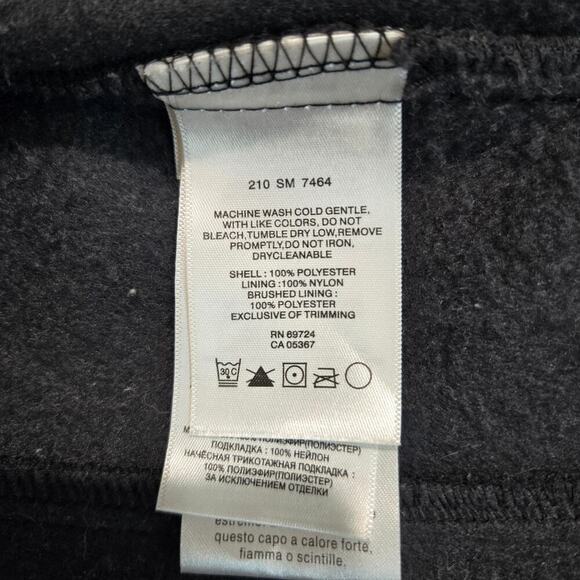 210 SM 7464
MACHINE WASH COLD GENTLE,
WITH LIKE COLORS, DO NOT
BLEACH,TUMBLE DRY LOW,REMOVE
PROMPTLY,DO NOT IRON,
DRYCLEANABLE
SHELL : 100% POLYESTER
LINING : 100% NYLON
BRUSHED LINING :
100% POLYESTER
EXCLUSIVE OF TRIMMING
RN 69724
CA 05367
30 C
100% ПОЛИЭФИР(ПОЛИЭСТЕР)
ПОДКЛАДКА : 100% НЕЙЛОН
НАЧЁСНАЯ ТРИКОТАЖНАЯ ПОДКЛАДКА :
100% ПОЛИЭФИР(ПОЛИЭСТЕР)
ЗА ИСКЛЮЧЕНИЕМ ОТДЕЛКИ
questo capo a calore forte,
fiamma o scintille.